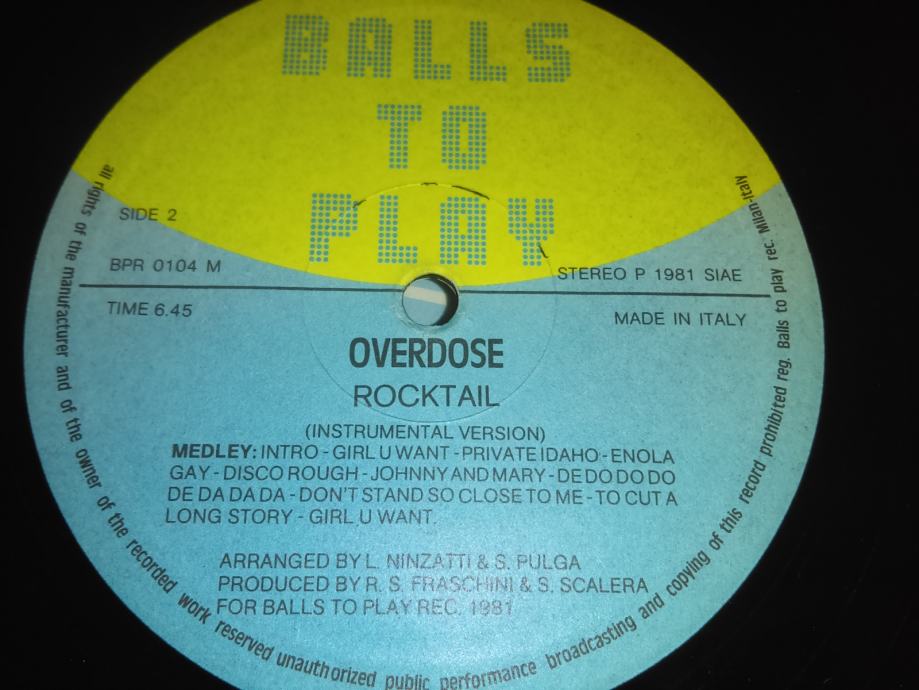 BALLS
TO
PLAY
SIDE 2
BPR 0104 M
STEREO P 1981 SIAE
TIME 6.45
MADE IN ITALY
OVERDOSE
ROCKTAIL
(INSTRUMENTAL VERSION)
MEDLEY: INTRO - GIRL U WANT - PRIVATE IDAHO - ENOLA
GAY - DISCO ROUGH - JOHNNY AND MARY - DE DO DO DO
DE DA DA DA - DON'T STAND SO CLOSE TO ME - TO CUT A
LONG STORY - GIRL U WANT.
ARRANGED BY L. NINZATTI & S. PULGA
PRODUCED BY R. S. FRASCHINI & S. SCALERA
FOR BALLS TO PLAY REC. 1981
all rights of the manufacturer and of the owner of the recorded work reserved unauthorized public performance broadcasting and copying of this record prohibited reg. Balls to play rec. Milan-Italy